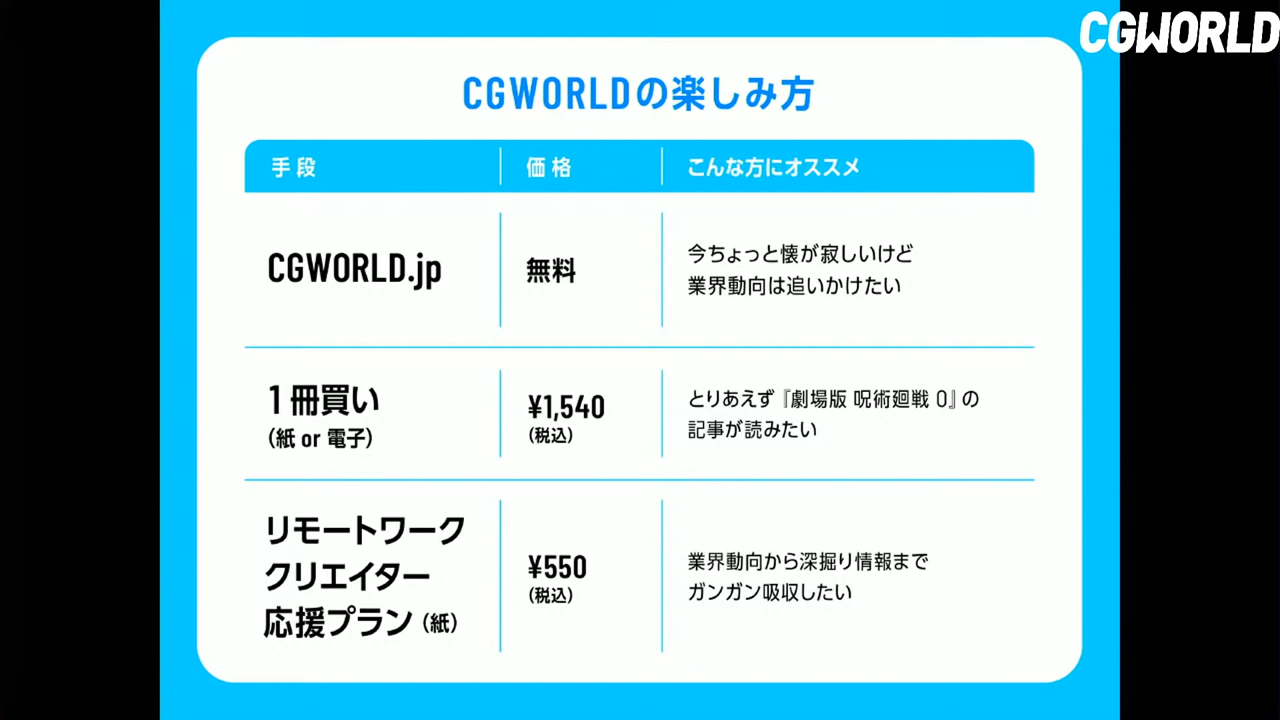 CGWORLD
CGWORLDの楽しみ方
手段 価格 こんな方にオススメ
CGWORLD.jp
無料
今ちょっと懐が寂しいけど
業界動向は追いかけたい
1冊買い
(紙 or 電子)
¥1,540
(税込)
とりあえず『劇場版 呪術廻戦 0』の
記事が読みたい
リモートワーク
クリエイター
応援プラン(紙)
¥550
(税込)
業界動向から深掘り情報まで
ガンガン吸収したい